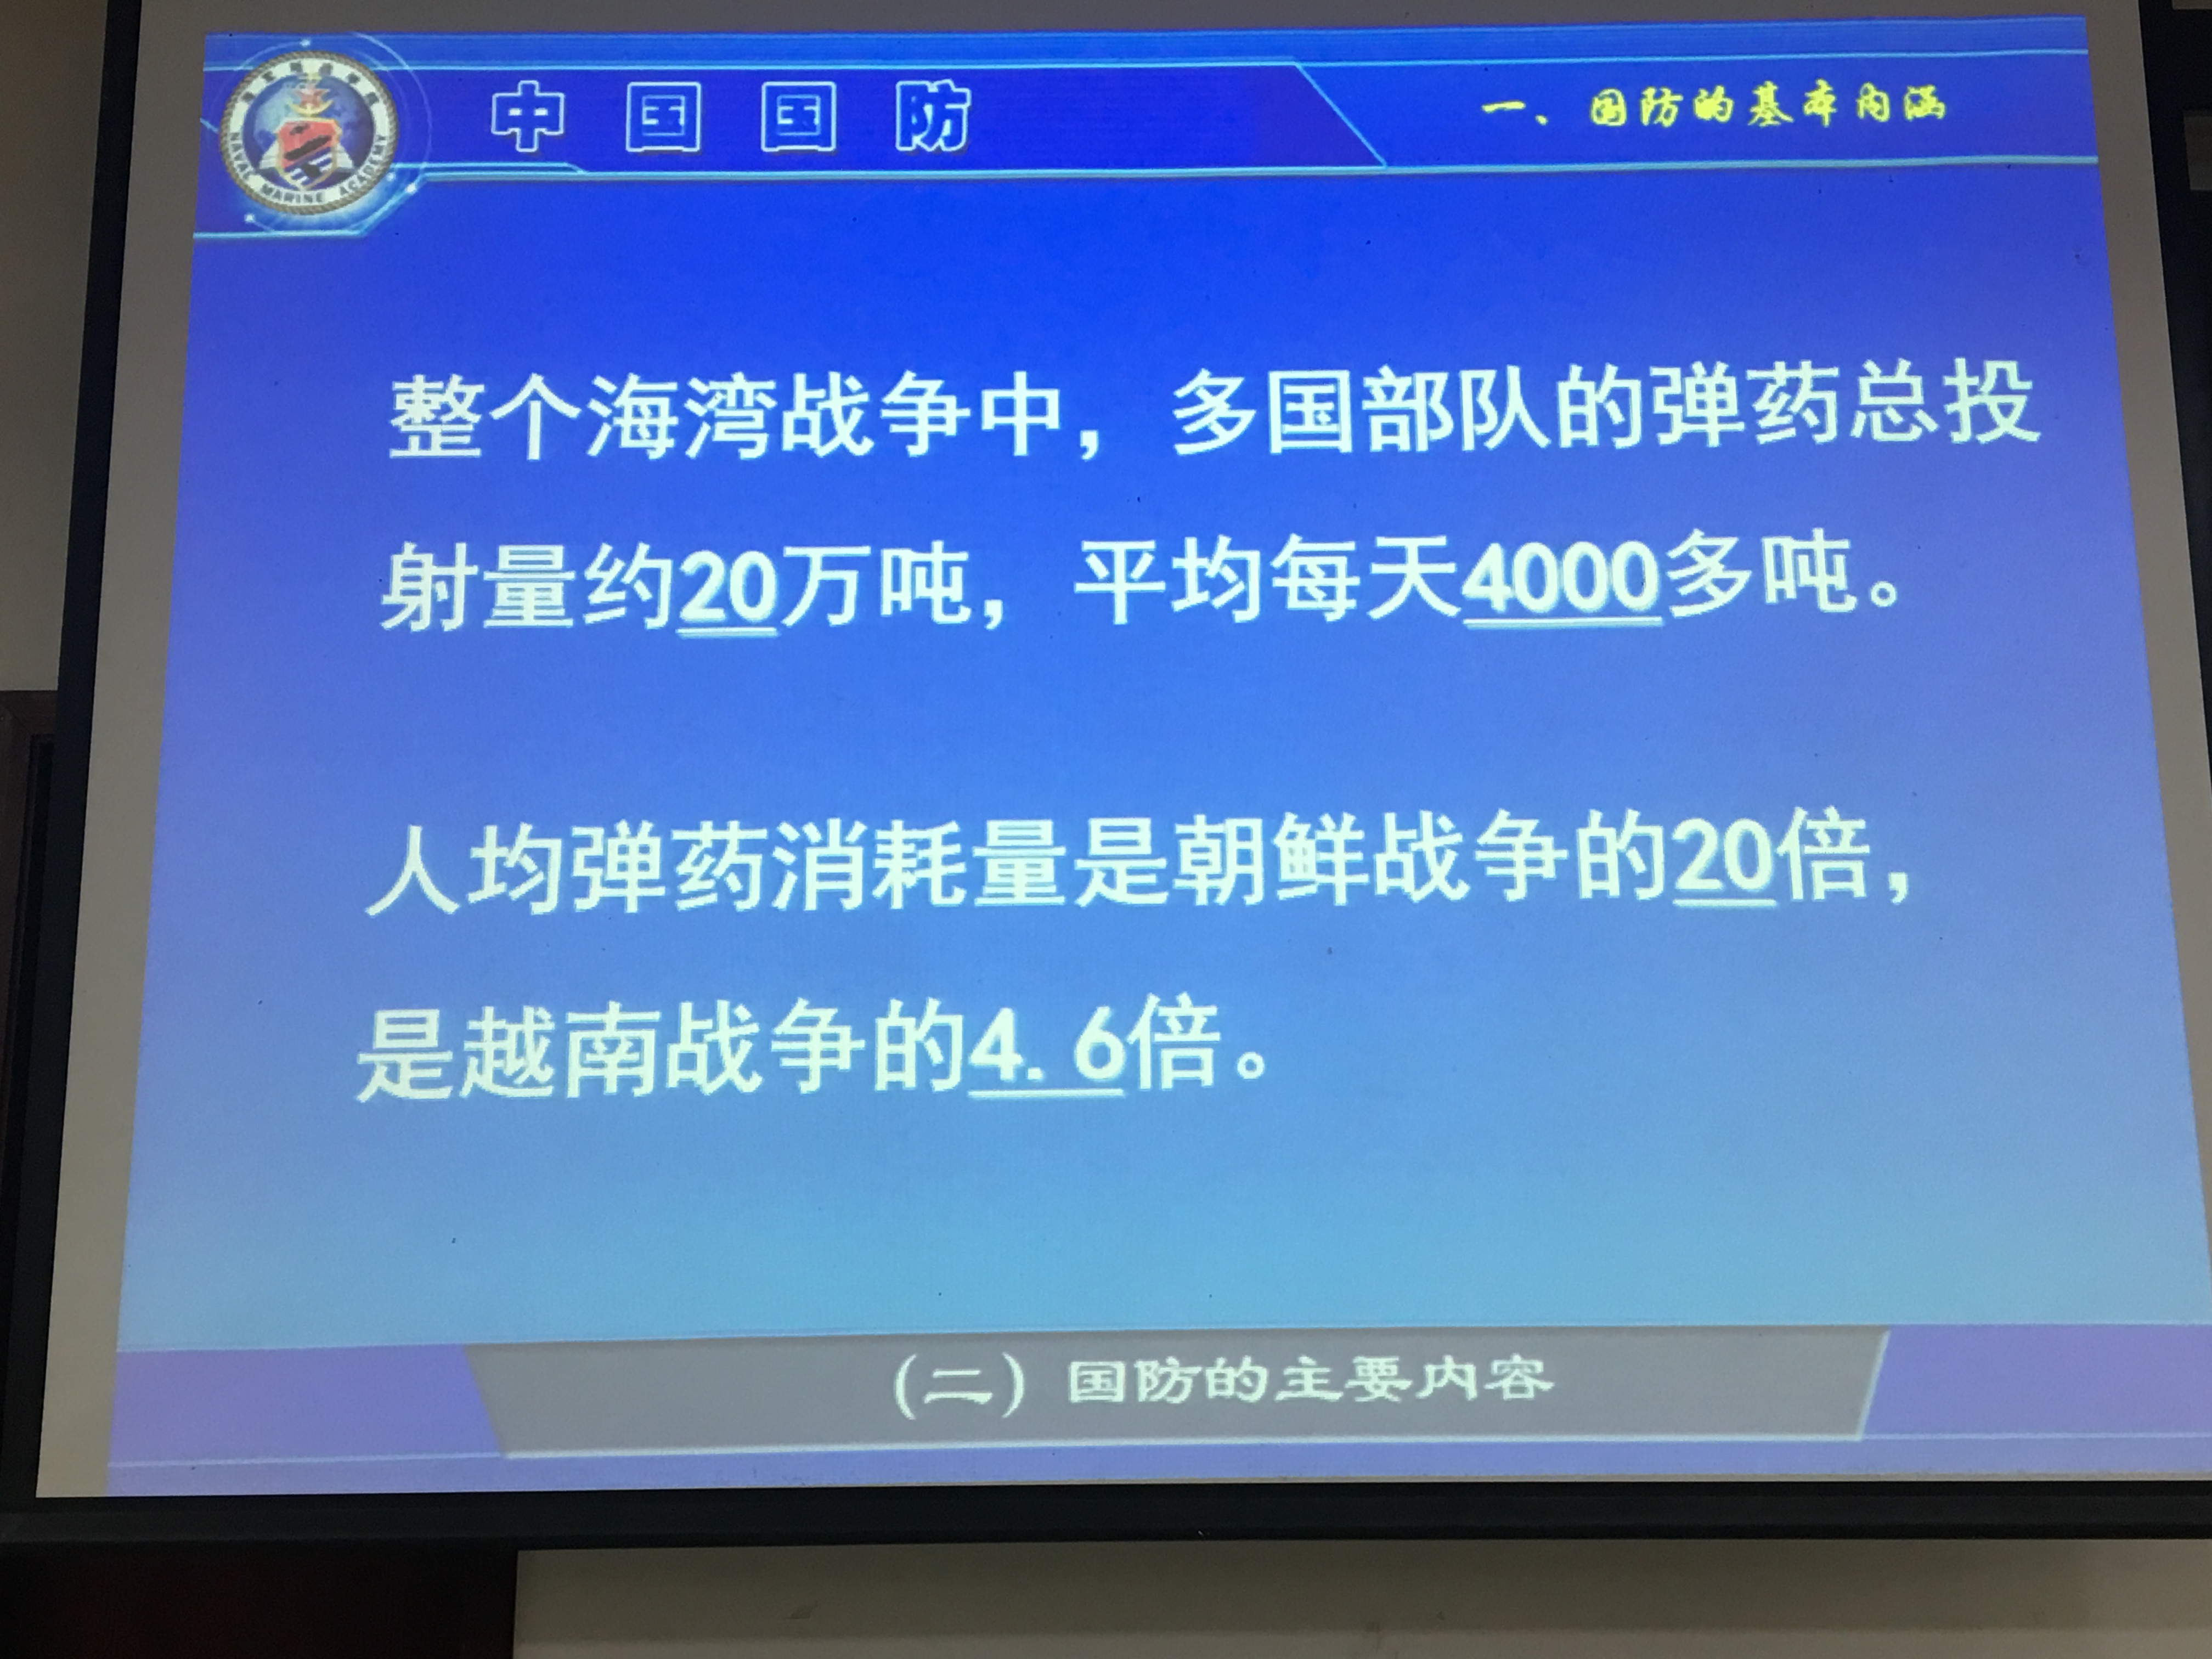 中国国防
一、国防的基本内涵
NAVAL MARINE ACADEMY
整个海湾战争中，多国部队的弹药总投
射量约20万吨，平均每天4000多吨。
人均弹药消耗量是朝鲜战争的20倍，
是越南战争的4.6倍。
（二）国防的主要内容